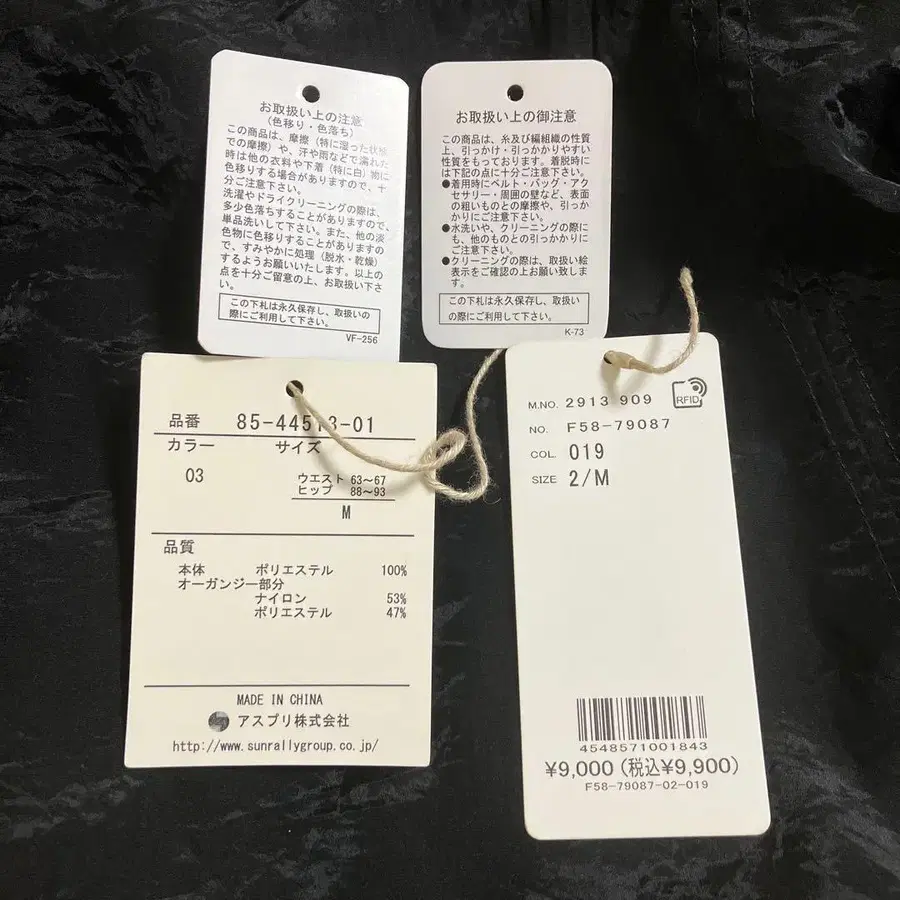 お取扱い上の注意
（色移り・色落ち）
この商品は、摩擦（特に湿った状態
での摩擦）や、汗や雨などで濡れた
時は他の衣料や下着（特に白）物に
色移りする場合がありますので、十
分ご注意下さい。
洗濯やドライクリーニングの際は、
多少色落ちすることがありますので、
単品洗いして下さい。また、他の淡
色物に色移りすることがありますの
で、すみやかに処理（脱水・乾燥）
するようお願いいたします。以上の
点を十分ご留意の上、お取扱い下さ
い。
この下札は永久保存し、取扱いの
際にご利用して下さい。
VF-256
お取扱い上の御注意
この商品は、糸及び編組織の性質
上、引っかけ・引っかかりやすい
性質をもっております。着脱時に
は下記の点に十分ご注意下さい。
●着用時にベルト・バッグ・アク
セサリー・周囲の壁など、表面
の粗いものとの摩擦や、引っか
かりにご注意下さい。
●水洗いや、クリーニングの際に
も、他のものとの引っかかりに
ご注意下さい。
●クリーニングの際は、取扱い絵
表示をご確認の上お願い致しま
す。
この下札は永久保存し、取扱い
の際にご利用して下さい。
K-73
品番 85-44513-01
カラー サイズ
03 ウエスト 63〜67
ヒップ 88〜93
M
品質
本体 ポリエステル 100%
オーガンジー部分
ナイロン 53%
ポリエステル 47%
MADE IN CHINA
アスプリ株式会社
http://www.sunrallygroup.co.jp/
M.NO. 2913 909
RFID
NO. F58-79087
COL. 019
SIZE 2/M
4548571001843
¥9,000（税込¥9,900）
F58-79087-02-019